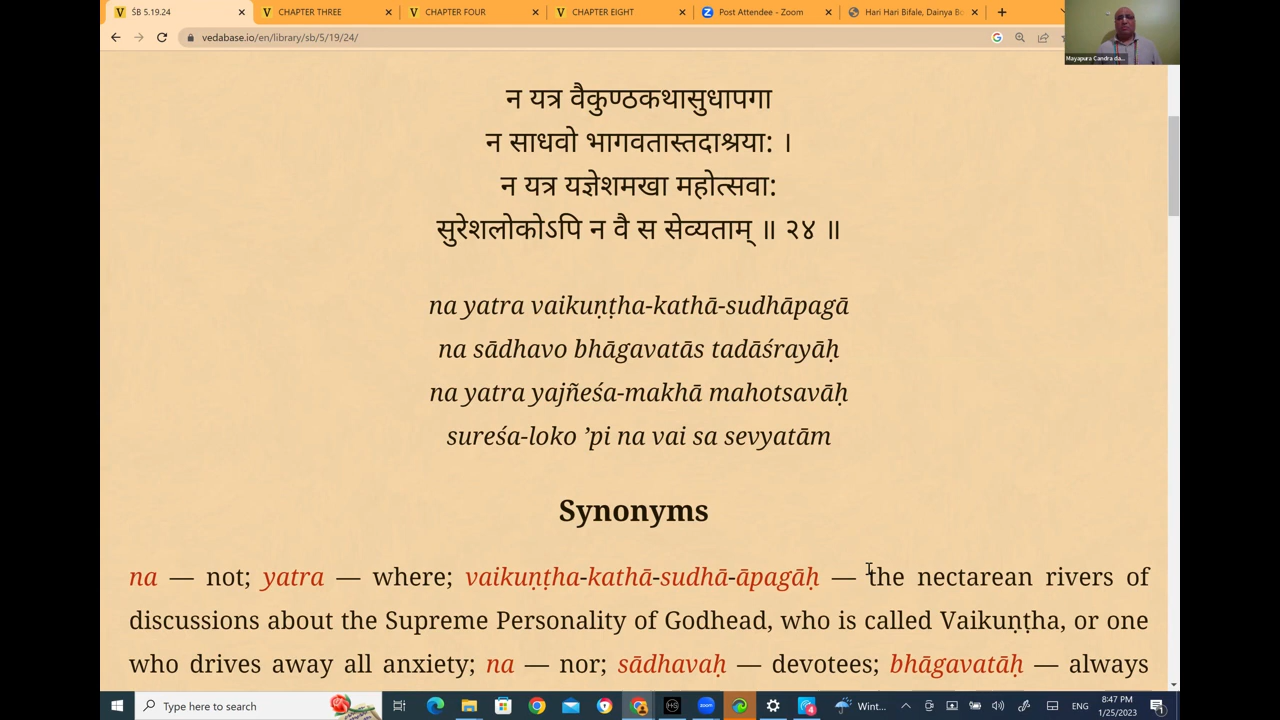 ŚB 5.19.24
CHAPTER THREE
CHAPTER FOUR
CHAPTER EIGHT
Post Attendee - Zoom
Hari Hari Bifale, Dainya Bo
vedabase.io/en/library/sb/5/19/24/
Mayapura Candra da...
न यत्र वैकुण्ठकथासुधापगा
न साधवो भागवतास्तदाश्रया: ।
न यत्र यज्ञेशमखा महोत्सवा:
सुरेशलोकोऽपि न वै स सेव्यताम् ॥ २४ ॥
na yatra vaikuṇṭha-kathā-sudhāpagā
na sādhavo bhāgavatās tadāśrayāḥ
na yatra yajñeśa-makhā mahotsavāḥ
sureśa-loko ’pi na vai sa sevyatām
Synonyms
na — not; yatra — where; vaikuṇṭha-kathā-sudhā-āpagāḥ — the nectarean rivers of
discussions about the Supreme Personality of Godhead, who is called Vaikuṇṭha, or one
who drives away all anxiety; na — nor; sādhavaḥ — devotees; bhāgavatāḥ — always
Type here to search
Wint...
ENG
8:47 PM
1/25/2023